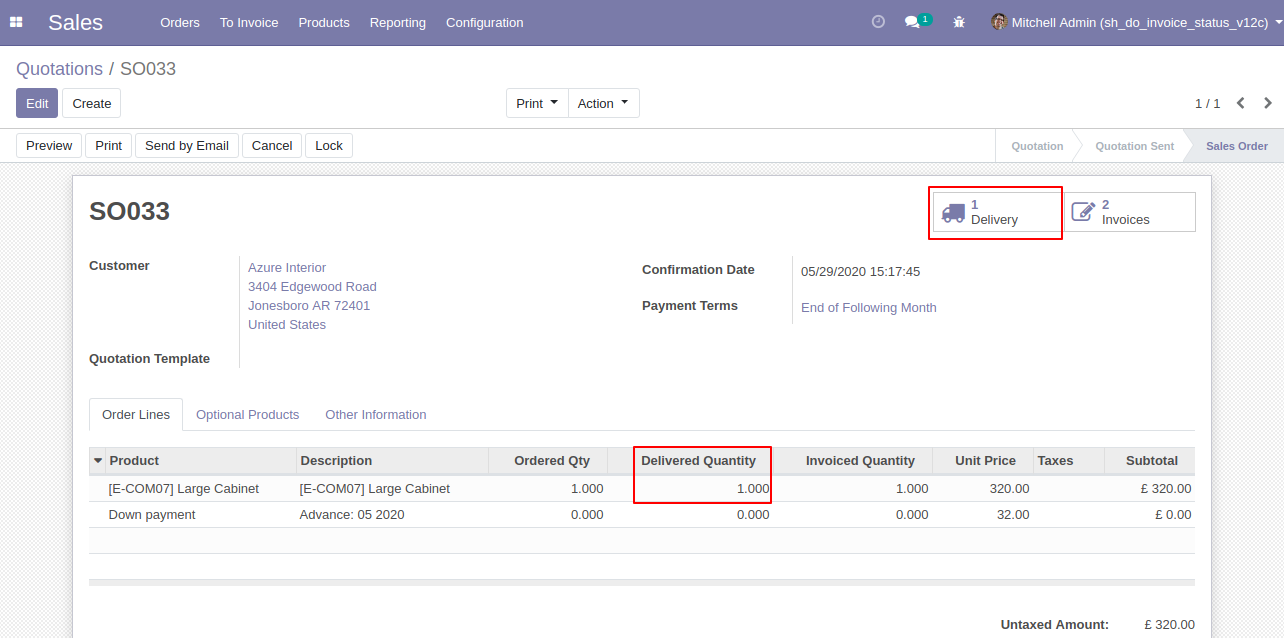 Sales Orders To Invoice Products Reporting Configuration 1 Mitchell Admin (sh_do_invoice_status_v12c)
Quotations / SO033
Edit Create Print Action 1 / 1
Preview Print Send by Email Cancel Lock Quotation Quotation Sent Sales Order
SO033
1
Delivery
2
Invoices
Customer
Azure Interior
3404 Edgewood Road
Jonesboro AR 72401
United States
Confirmation Date 05/29/2020 15:17:45
Payment Terms End of Following Month
Quotation Template
Order Lines Optional Products Other Information
Product Description Ordered Qty Delivered Quantity Invoiced Quantity Unit Price Taxes Subtotal
[E-COM07] Large Cabinet [E-COM07] Large Cabinet 1.000 1.000 1.000 320.00 £ 320.00
Down payment Advance: 05 2020 0.000 0.000 0.000 32.00 £ 0.00
Untaxed Amount: £ 320.00